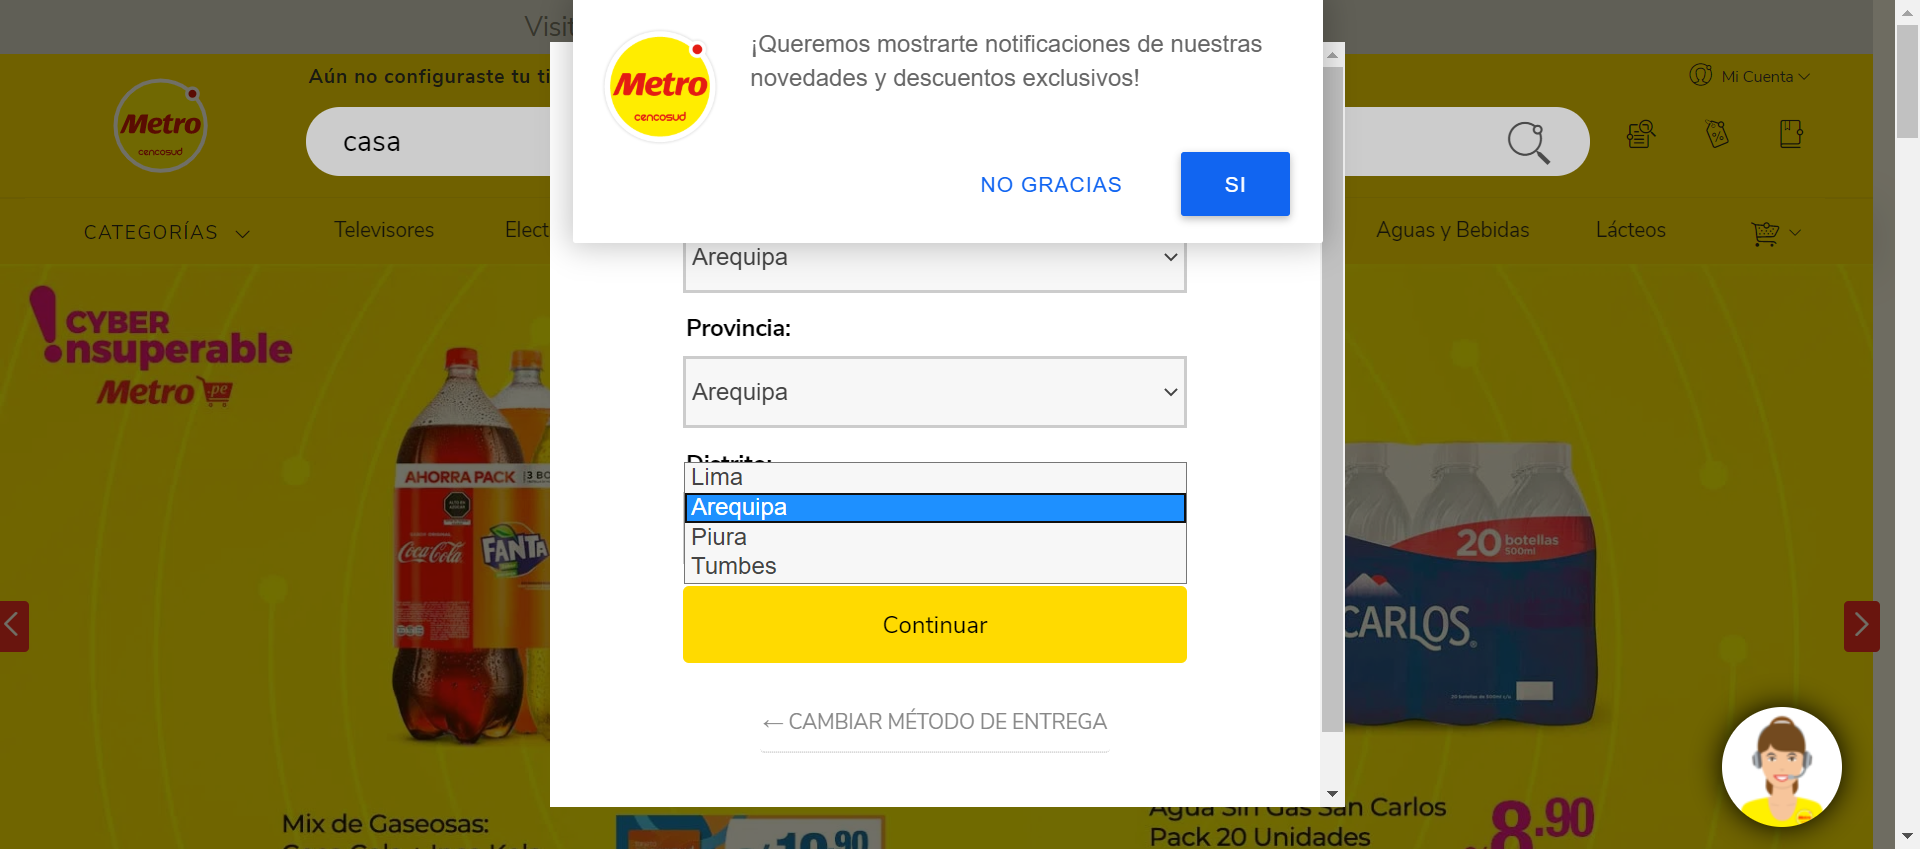 Visit
¡Queremos mostrarte notificaciones de nuestras
novedades y descuentos exclusivos!
Metro
cencosud
NO GRACIAS
SI
Aún no configuraste tu ti
Mi Cuenta
Metro
cencosud
casa
CATEGORÍAS
Televisores
Elect
Aguas y Bebidas
Lácteos
Arequipa
Provincia:
Arequipa
Distrito:
Lima
Arequipa
Piura
Tumbes
Continuar
← CAMBIAR MÉTODO DE ENTREGA
CYBER
nsuperable
Metro .pe
AHORRA PACK 3 BO
Coca-Cola
FANTA
20 botellas
500ml
CARLOS
Mix de Gaseosas:
Agua Sin Gas San Carlos
Pack 20 Unidades
8.90
10.90